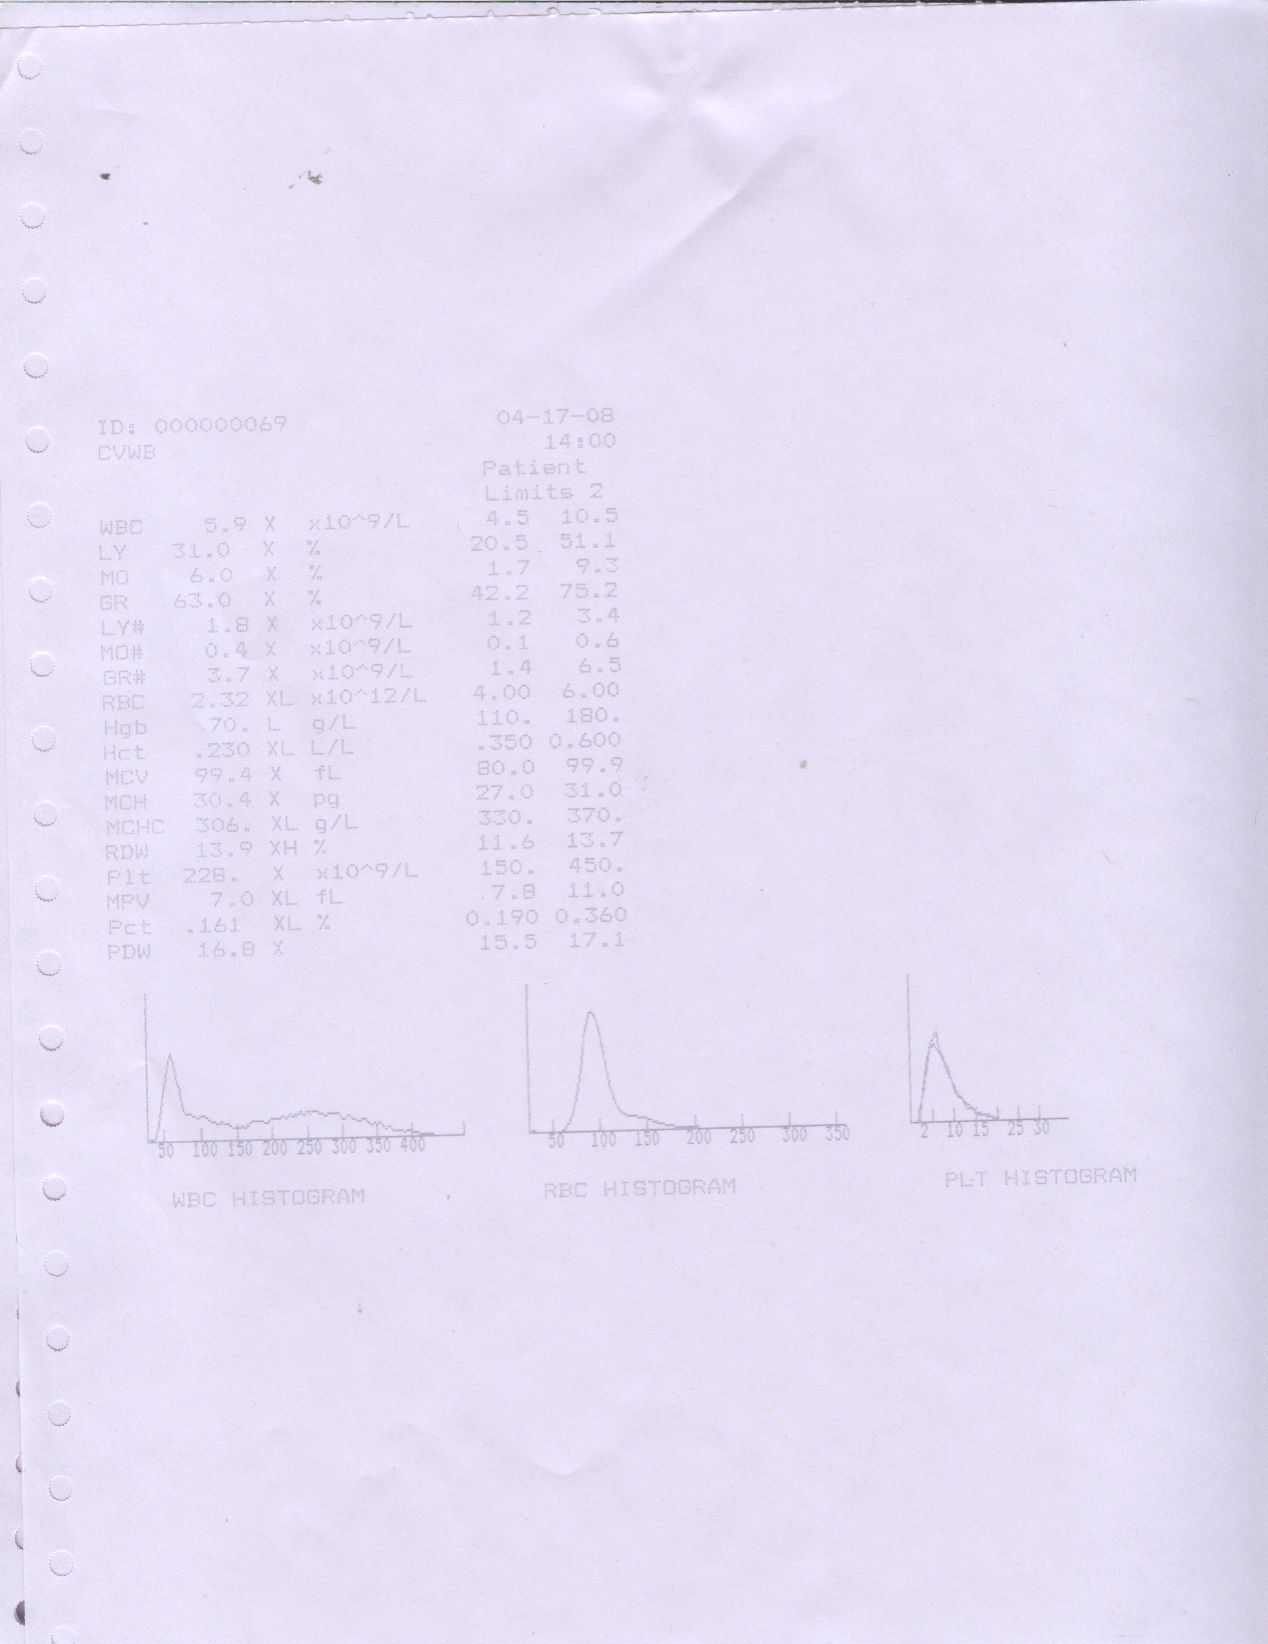 ID: 000000069 04-17-08
CVWB 14:00
Patient
Limits 2
WBC 5.9 X x10^9/L 4.5 10.5
LY 31.0 X % 20.5 51.1
MO 6.0 X % 1.7 9.3
GR 63.0 X % 42.2 75.2
LY# 1.8 X x10^9/L 1.2 3.4
MO# 0.4 X x10^9/L 0.1 0.6
GR# 3.7 X x10^9/L 1.4 6.5
RBC 2.32 XL x10^12/L 4.00 6.00
Hgb 70. L g/L 110. 180.
Hct .230 XL L/L .350 0.600
MCV 99.4 X fL 80.0 99.9
MCH 30.4 X pg 27.0 31.0
MCHC 306. XL g/L 330. 370.
RDW 13.9 XH % 11.6 13.7
Plt 228. X x10^9/L 150. 450.
MPV 7.0 XL fL 7.8 11.0
Pct .161 XL % 0.190 0.360
PDW 16.8 X 15.5 17.1
50 100 150 200 250 300 350 400
WBC HISTOGRAM
50 100 150 200 250 300 350
RBC HISTOGRAM
2 10 15 25 30
PLT HISTOGRAM